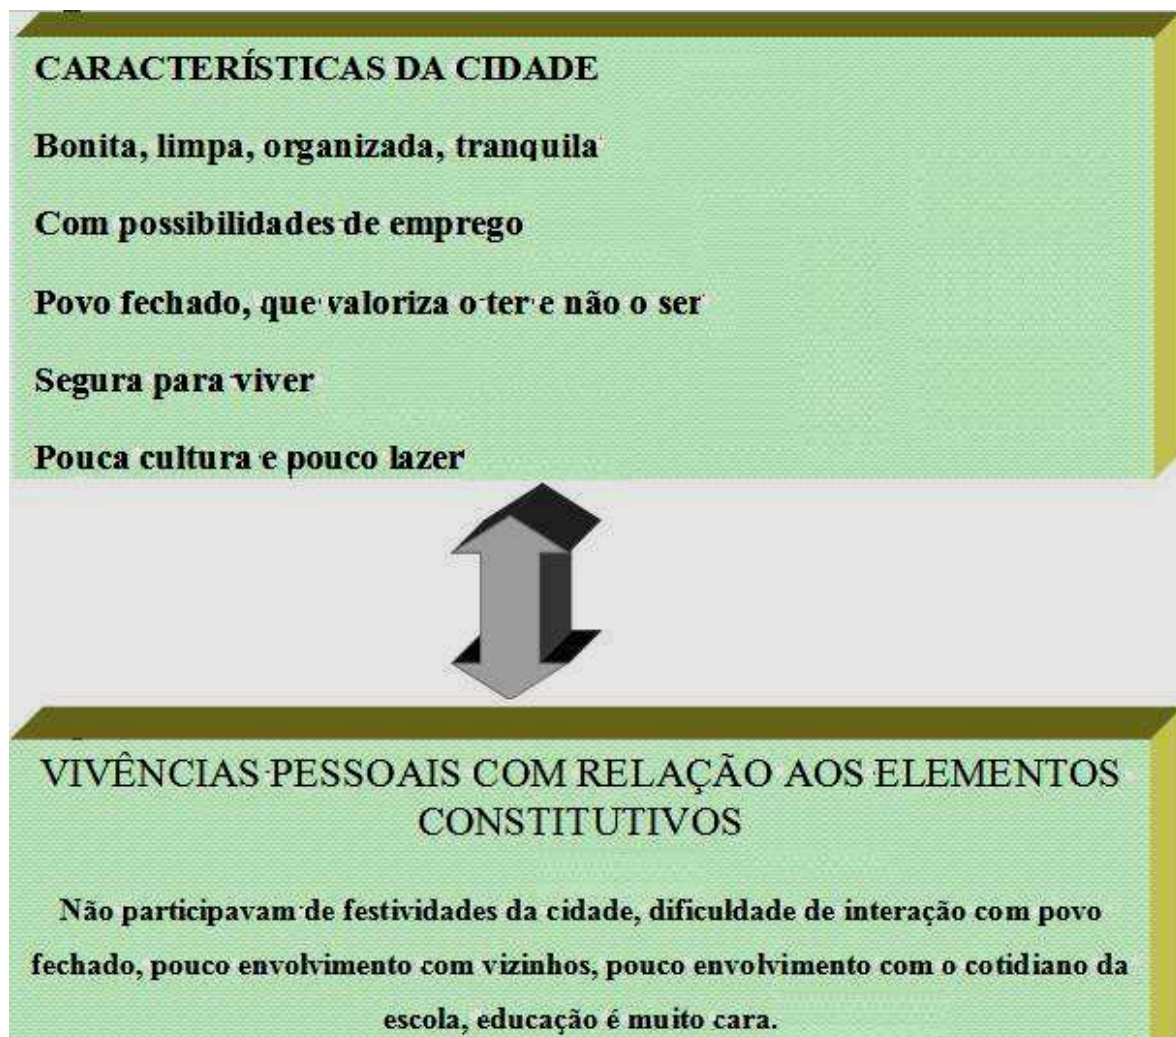 CARACTERÍSTICAS DA CIDADE
Bonita, limpa, organizada, tranquila
Com possibilidades de emprego
Povo fechado, que valoriza o ter e não o ser
Segura para viver
Pouca cultura e pouco lazer
VIVÊNCIAS PESSOAIS COM RELAÇÃO AOS ELEMENTOS
CONSTITUTIVOS
Não participavam de festividades da cidade, dificuldade de interação com povo
fechado, pouco envolvimento com vizinhos, pouco envolvimento com o cotidiano da
escola, educação é muito cara.